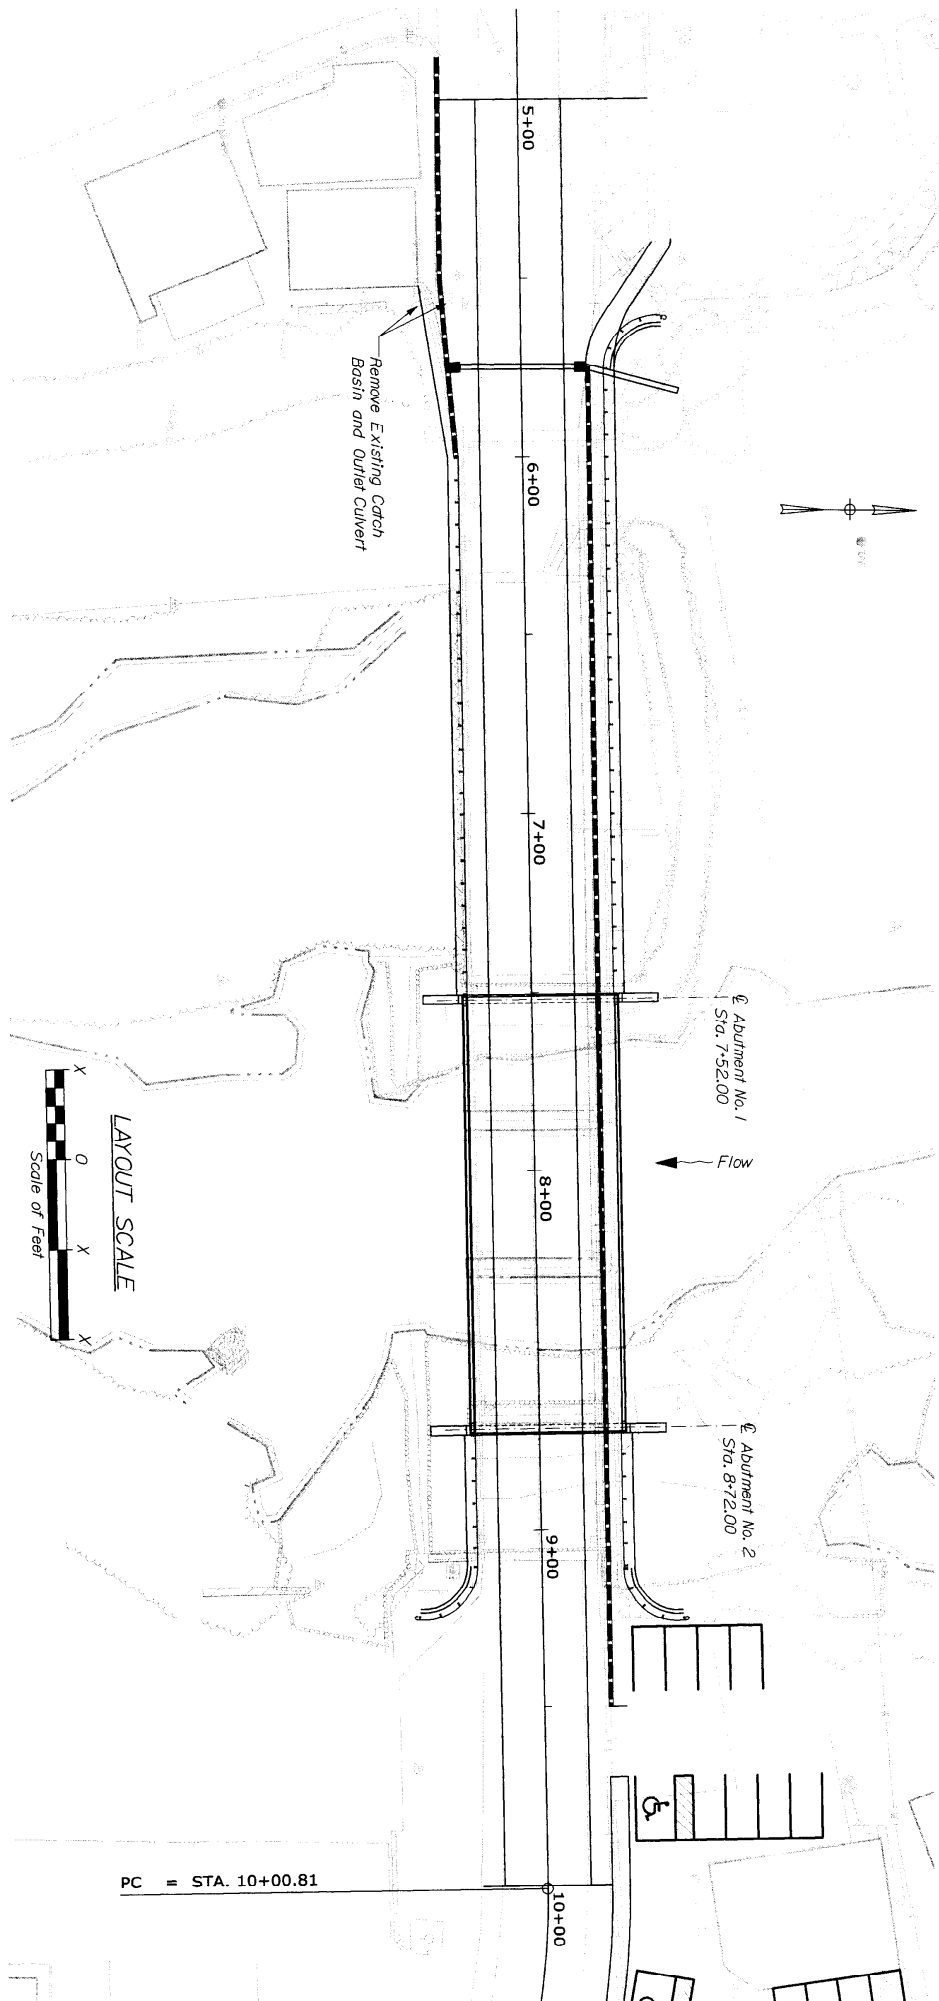 5+00
Remove Existing Catch
Basin and Outlet Culvert
6+00
7+00
℄ Abutment No. 1
Sta. 7+52.00
Flow
8+00
LAYOUT SCALE
X O X X
Scale of Feet
℄ Abutment No. 2
Sta. 8+72.00
9+00
PC = STA. 10+00.81
10+00